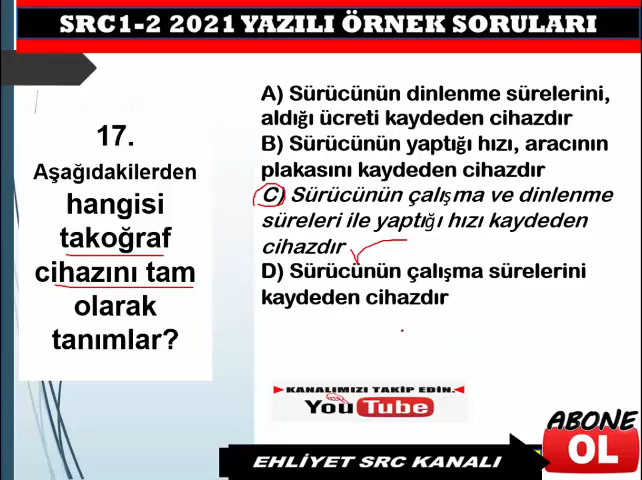 SRC1-2 2021 YAZILI ÖRNEK SORULARI
17.
Aşağıdakilerden
hangisi
takoğraf
cihazını tam
olarak
tanımlar?
A) Sürücünün dinlenme sürelerini,
aldığı ücreti kaydeden cihazdır
B) Sürücünün yaptığı hızı, aracının
plakasını kaydeden cihazdır
C) Sürücünün çalışma ve dinlenme
süreleri ile yaptığı hızı kaydeden
cihazdır
D) Sürücünün çalışma sürelerini
kaydeden cihazdır
KANALIMIZI TAKİP EDİN.
YouTube
ABONE
OL
EHLİYET SRC KANALI